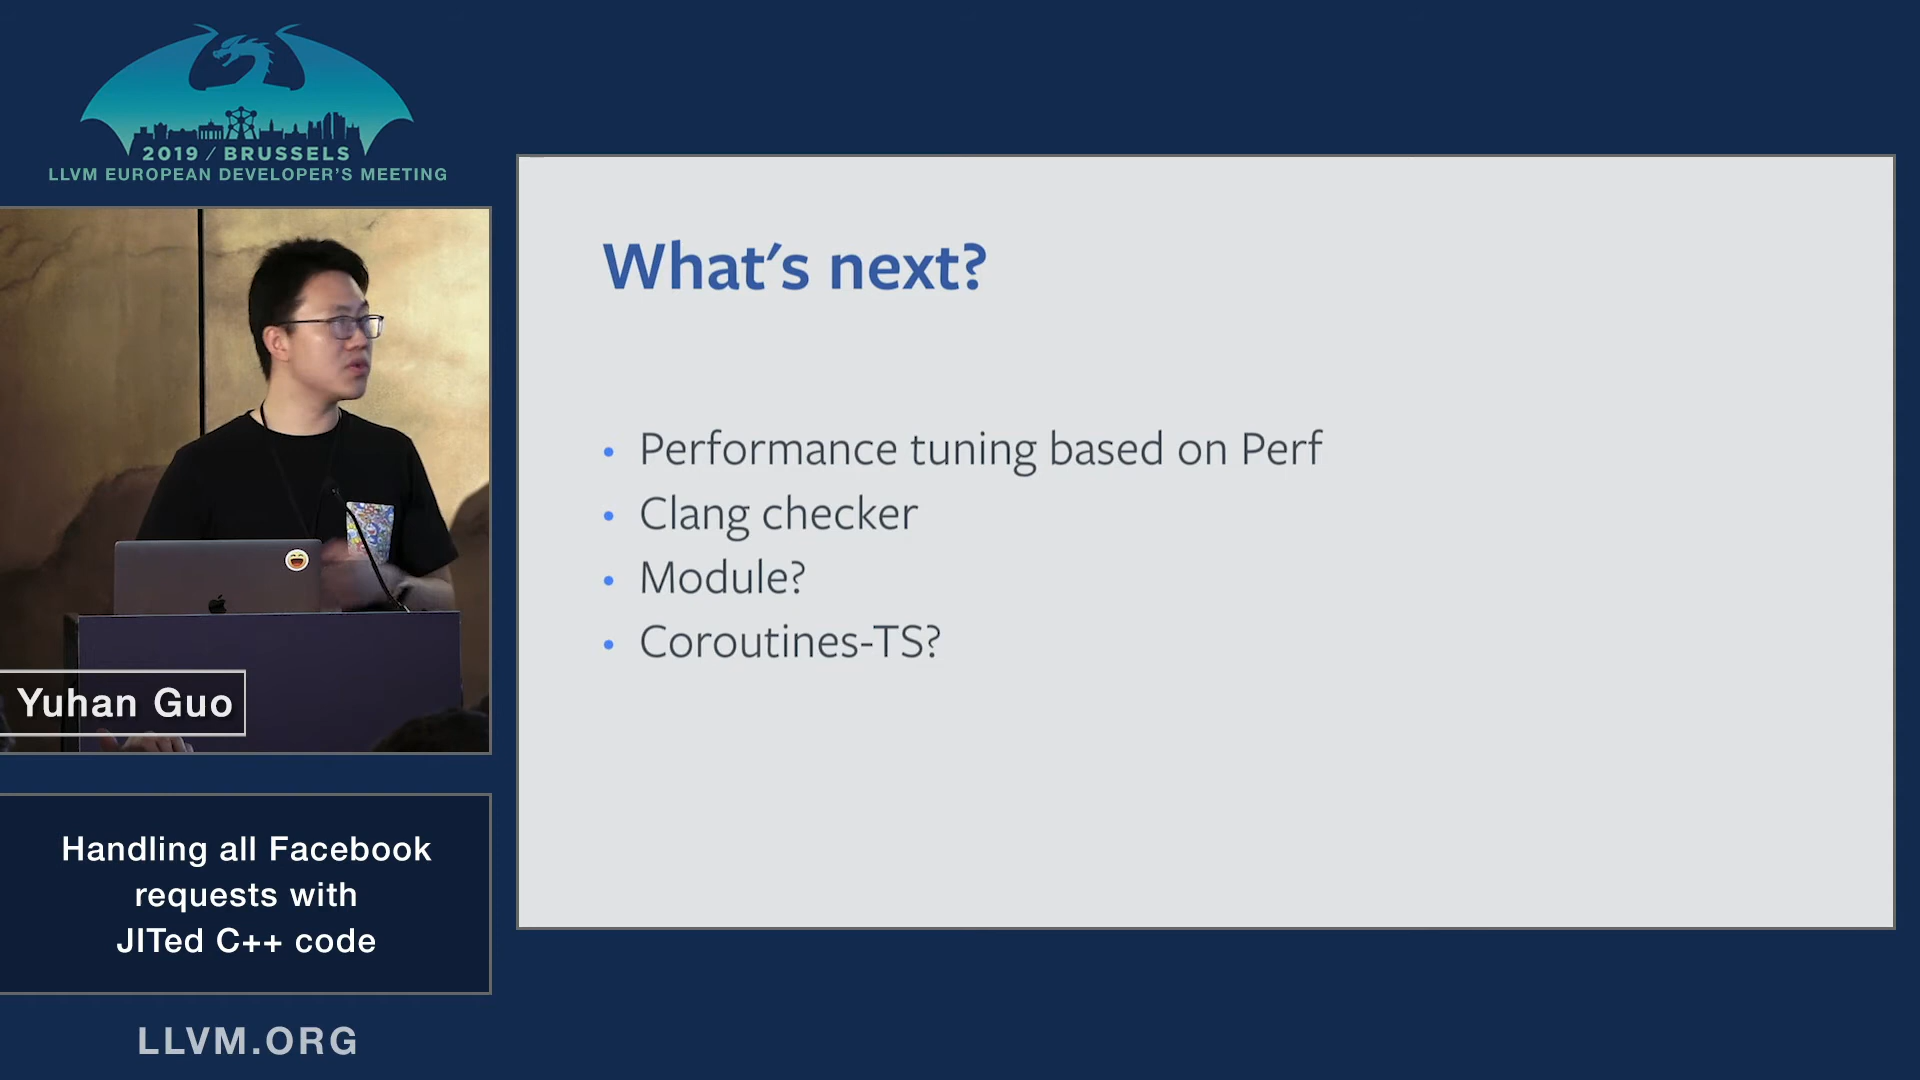 2019 / BRUSSELS
LLVM EUROPEAN DEVELOPER'S MEETING
Yuhan Guo
Handling all Facebook
requests with
JITed C++ code
LLVM.ORG
What's next?
• Performance tuning based on Perf
• Clang checker
• Module?
• Coroutines-TS?